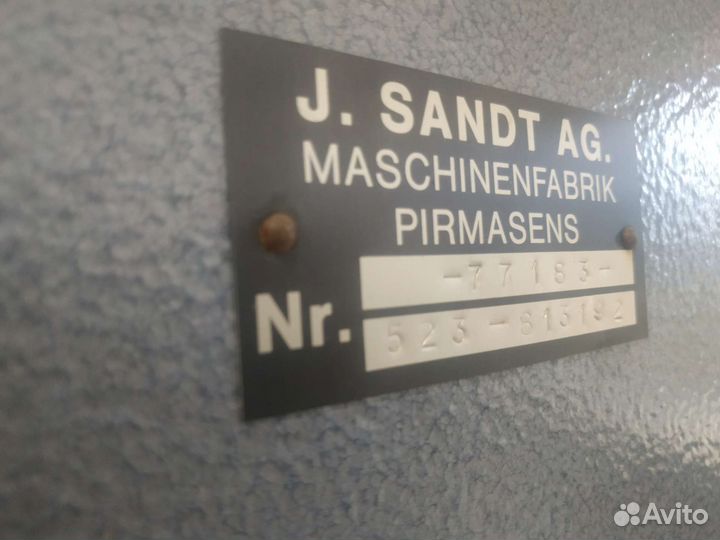 J. SANDT AG.
MASCHINENFABRIK
PIRMASENS
-77183-
Nr. 523-813192
Avito